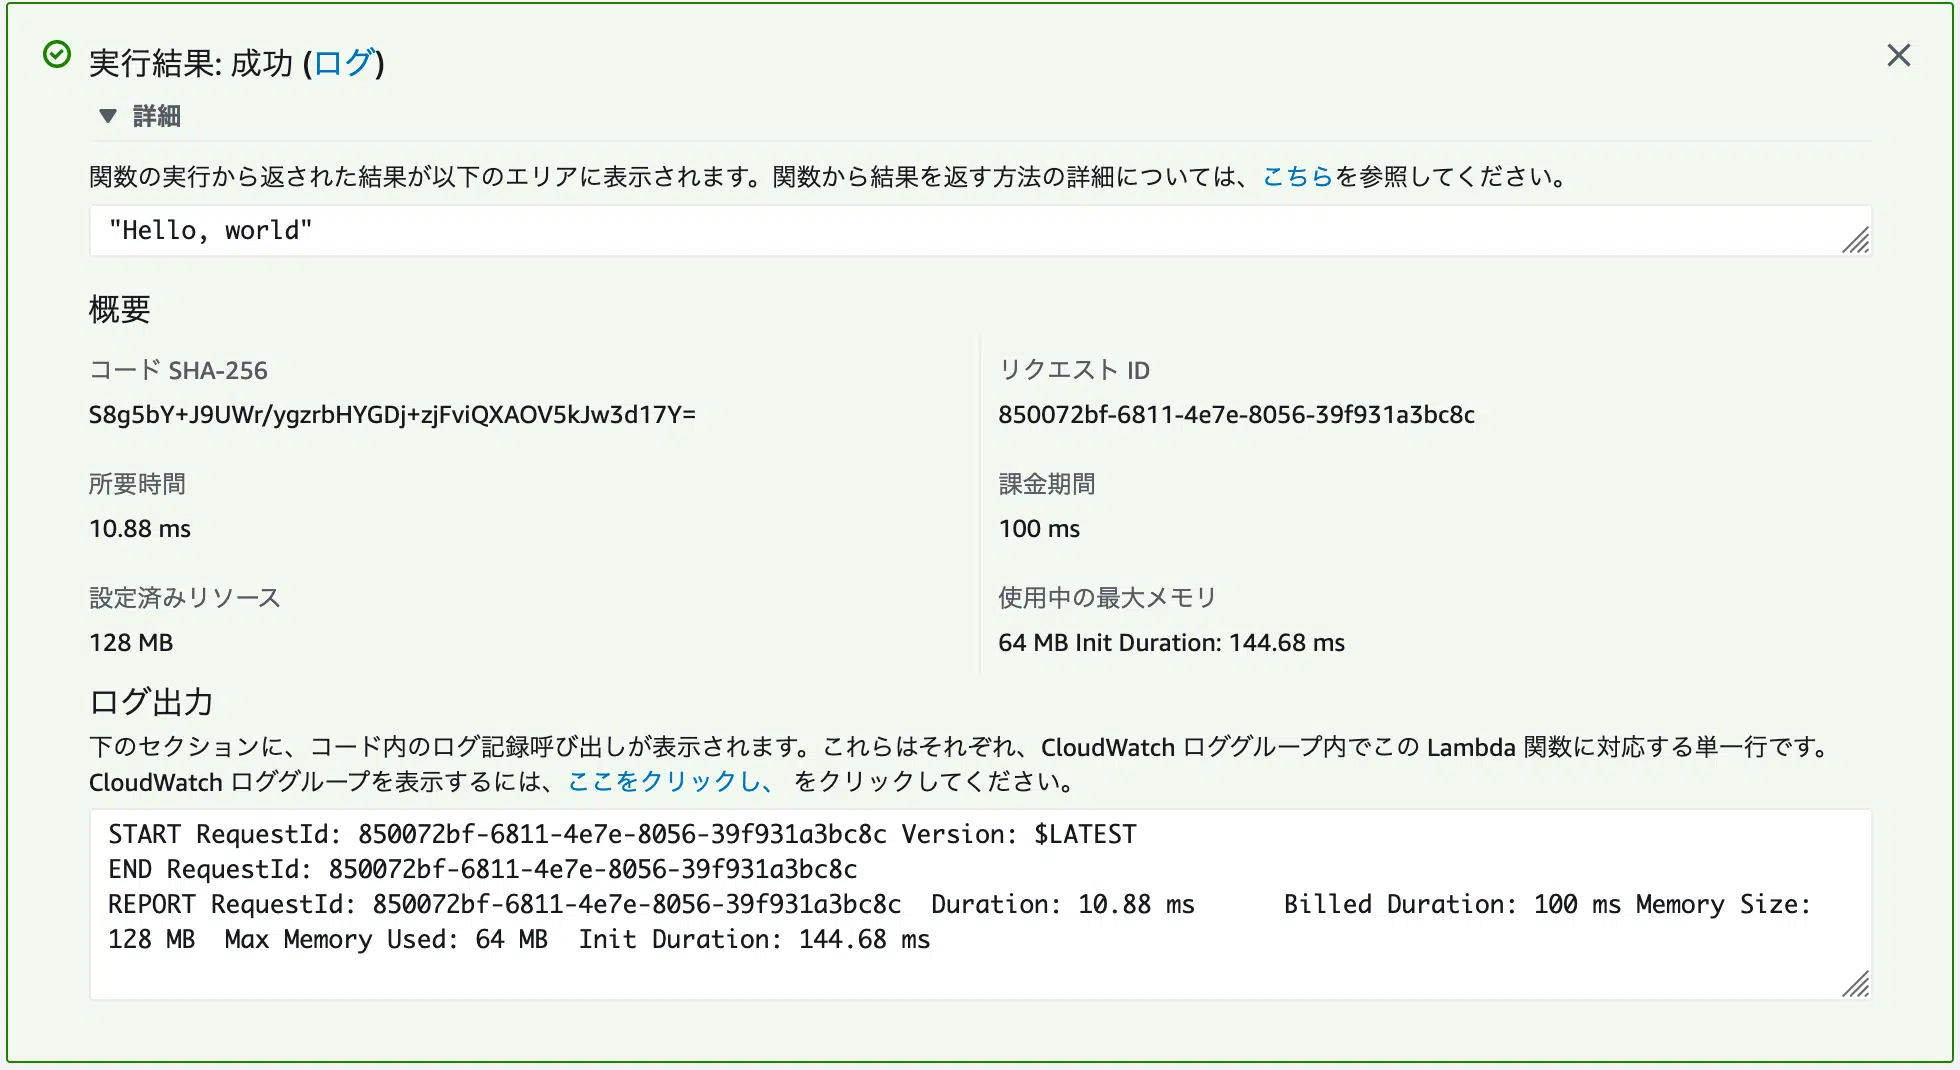 実行結果: 成功 (ログ)
▼ 詳細
関数の実行から返された結果が以下のエリアに表示されます。関数から結果を返す方法の詳細については、こちらを参照してください。
"Hello, world"
概要
コード SHA-256
S8g5bY+J9UWr/ygzrbHYGDj+zjFviQXAOV5kJw3d17Y=
リクエスト ID
850072bf-6811-4e7e-8056-39f931a3bc8c
所要時間
10.88 ms
課金期間
100 ms
設定済みリソース
128 MB
使用中の最大メモリ
64 MB Init Duration: 144.68 ms
ログ出力
下のセクションに、コード内のログ記録呼び出しが表示されます。これらはそれぞれ、CloudWatch ロググループ内でこの Lambda 関数に対応する単一行です。
CloudWatch ロググループを表示するには、ここをクリックし、 をクリックしてください。
START RequestId: 850072bf-6811-4e7e-8056-39f931a3bc8c Version: $LATEST
END RequestId: 850072bf-6811-4e7e-8056-39f931a3bc8c
REPORT RequestId: 850072bf-6811-4e7e-8056-39f931a3bc8c  Duration: 10.88 ms      Billed Duration: 100 ms Memory Size:
128 MB  Max Memory Used: 64 MB  Init Duration: 144.68 ms